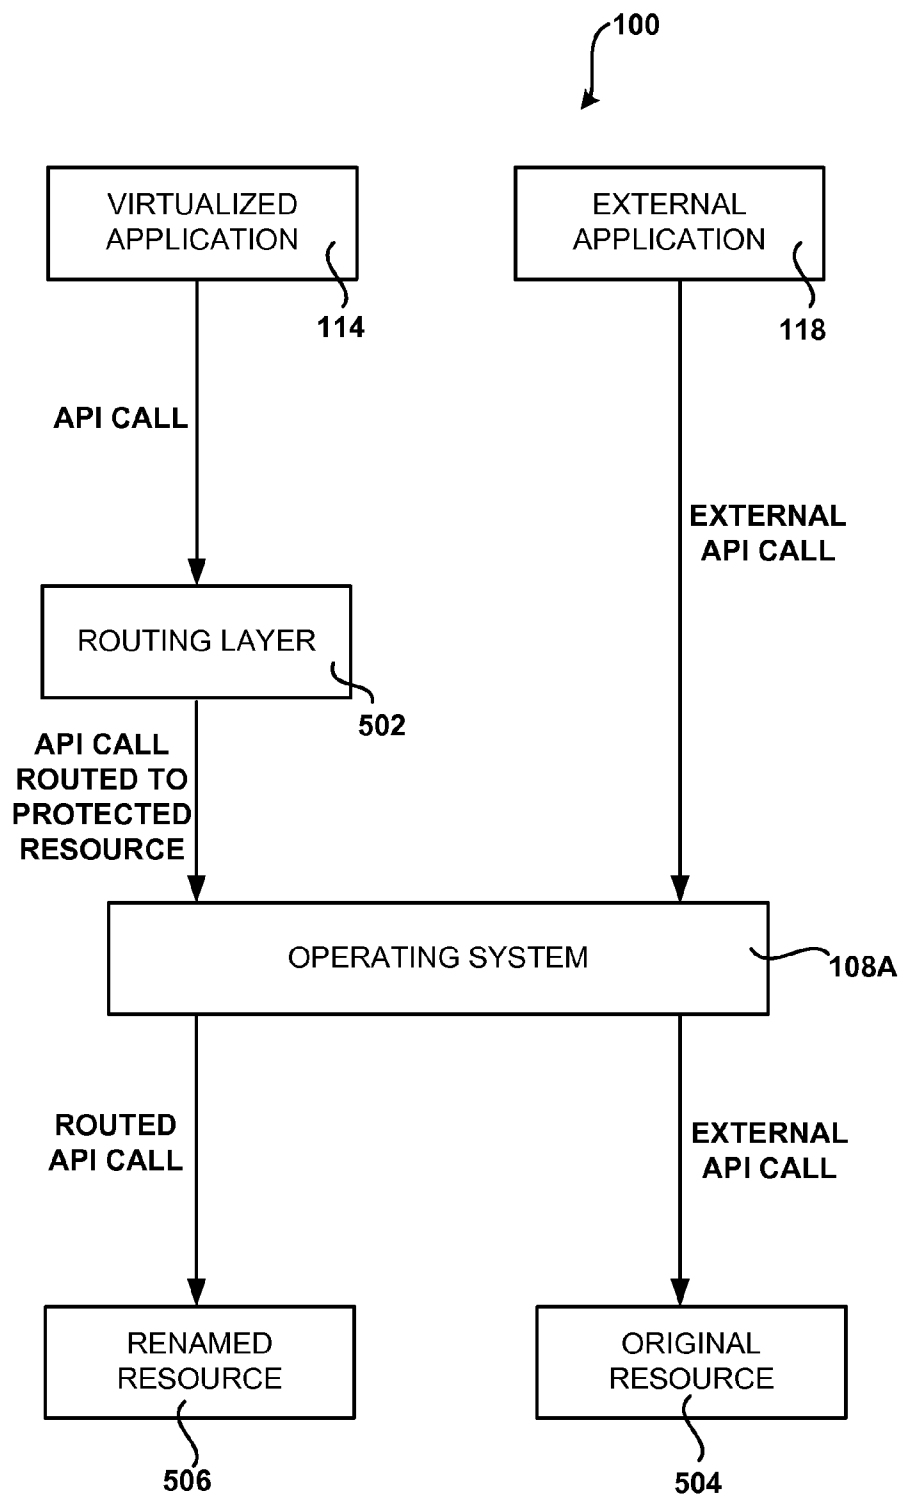 100
VIRTUALIZED
APPLICATION
114
EXTERNAL
APPLICATION
118
API CALL
EXTERNAL
API CALL
ROUTING LAYER
502
API CALL
ROUTED TO
PROTECTED
RESOURCE
OPERATING SYSTEM
108A
ROUTED
API CALL
EXTERNAL
API CALL
RENAMED
RESOURCE
506
ORIGINAL
RESOURCE
504